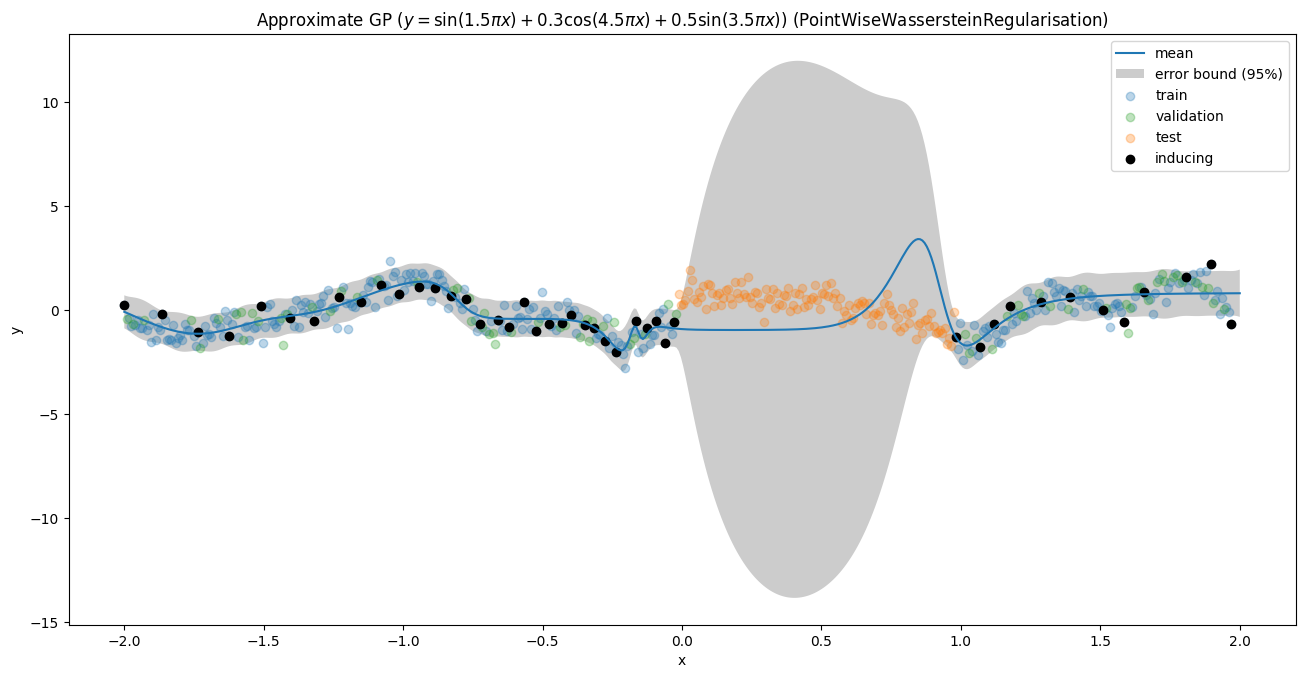 Approximate GP (y = sin(1.5πx) + 0.3cos(4.5πx) + 0.5sin(3.5πx)) (PointWiseWassersteinRegularisation)
mean
error bound (95%)
train
validation
test
inducing
10
5
0
−5
−10
−15
y
−2.0 −1.5 −1.0 −0.5 0.0 0.5 1.0 1.5 2.0
x